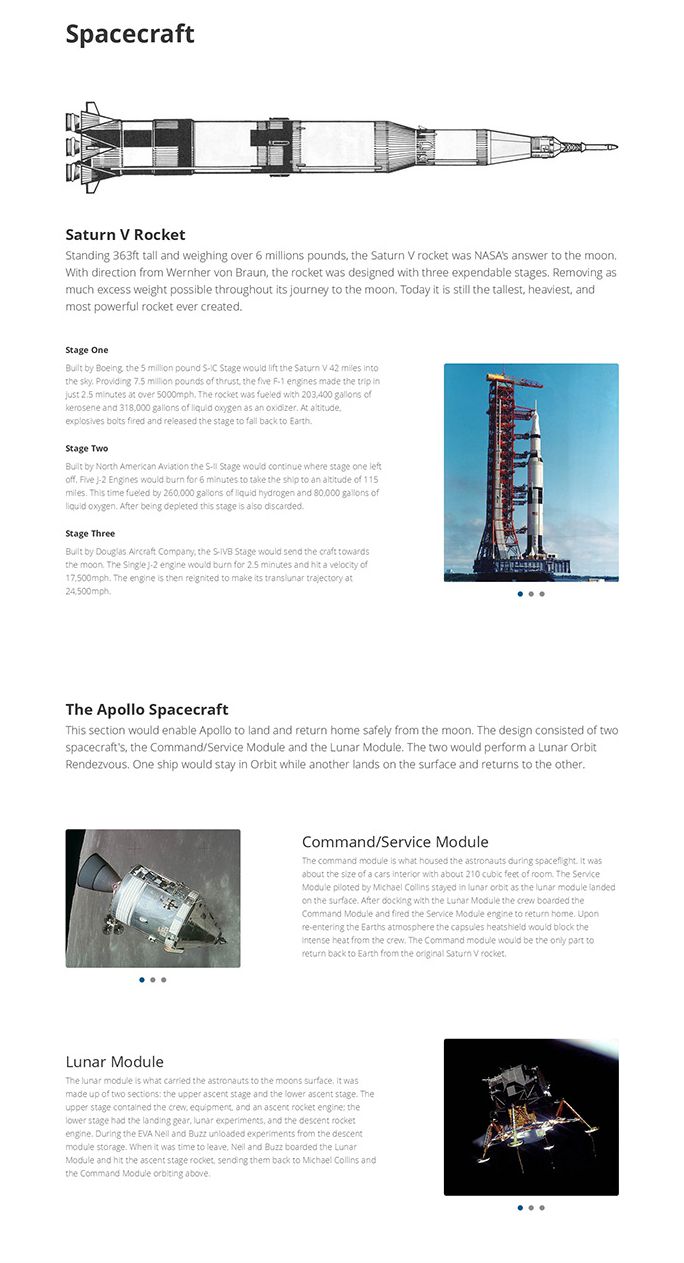 Spacecraft
Saturn V Rocket
Standing 363ft tall and weighing over 6 millions pounds, the Saturn V rocket was NASA's answer to the moon.
With direction from Wernher von Braun, the rocket was designed with three expendable stages. Removing as
much excess weight possible throughout its journey to the moon. Today it is still the tallest, heaviest, and
most powerful rocket ever created.
Stage One
Built by Boeing, the 5 million pound S-IC Stage would lift the Saturn V 42 miles into
the sky. Providing 7.5 million pounds of thrust, the five F-1 engines made the trip in
just 2.5 minutes at over 5000mph. The rocket was fueled with 203,400 gallons of
kerosene and 318,000 gallons of liquid oxygen as an oxidizer. At altitude,
explosives bolts fired and released the stage to fall back to Earth.
Stage Two
Built by North American Aviation the S-II Stage would continue where stage one left
off. Five J-2 Engines would burn for 6 minutes to take the ship to an altitude of 115
miles. This time fueled by 260,000 gallons of liquid hydrogen and 80,000 gallons of
liquid oxygen. After being depleted this stage is also discarded.
Stage Three
Built by Douglas Aircraft Company, the S-IVB Stage would send the craft towards
the moon. The Single J-2 engine would burn for 2.5 minutes and hit a velocity of
17,500mph. The engine is then reignited to make its translunar trajectory at
24,500mph.
The Apollo Spacecraft
This section would enable Apollo to land and return home safely from the moon. The design consisted of two
spacecraft's, the Command/Service Module and the Lunar Module. The two would perform a Lunar Orbit
Rendezvous. One ship would stay in Orbit while another lands on the surface and returns to the other.
Command/Service Module
The command module is what housed the astronauts during spaceflight. It was
about the size of a cars interior with about 210 cubic feet of room. The Service
Module piloted by Michael Collins stayed in lunar orbit as the lunar module landed
on the surface. After docking with the Lunar Module the crew boarded the
Command Module and fired the Service Module engine to return home. Upon
re-entering the Earths atmosphere the capsules heatshield would block the
intense heat from the crew. The Command module would be the only part to
return back to Earth from the original Saturn V rocket.
Lunar Module
The lunar module is what carried the astronauts to the moons surface. It was
made up of two sections: the upper ascent stage and the lower ascent stage. The
upper stage contained the crew, equipment, and an ascent rocket engine; the
lower stage had the landing gear, lunar experiments, and the descent rocket
engine. During the EVA Neil and Buzz unloaded experiments from the descent
module storage. When it was time to leave, Neil and Buzz boarded the Lunar
Module and hit the ascent stage rocket, sending them back to Michael Collins and
the Command Module orbiting above.